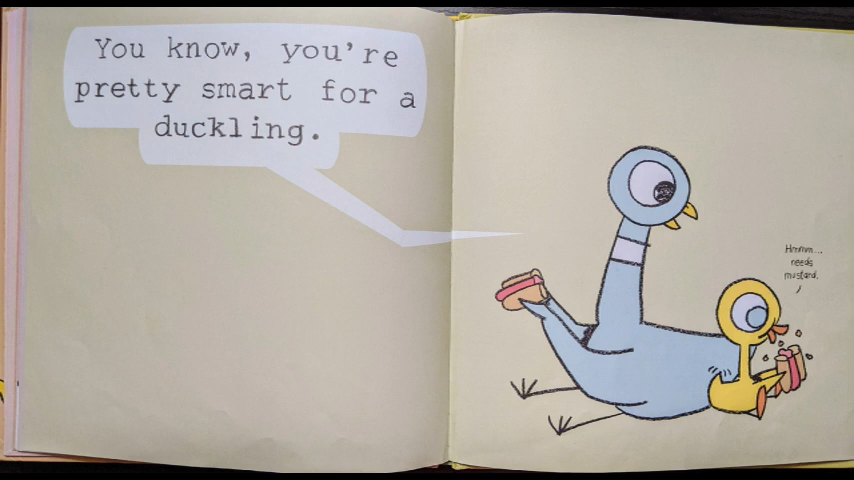 You know, you're
pretty smart for a
duckling.
Hmmm...
needs
mustard.